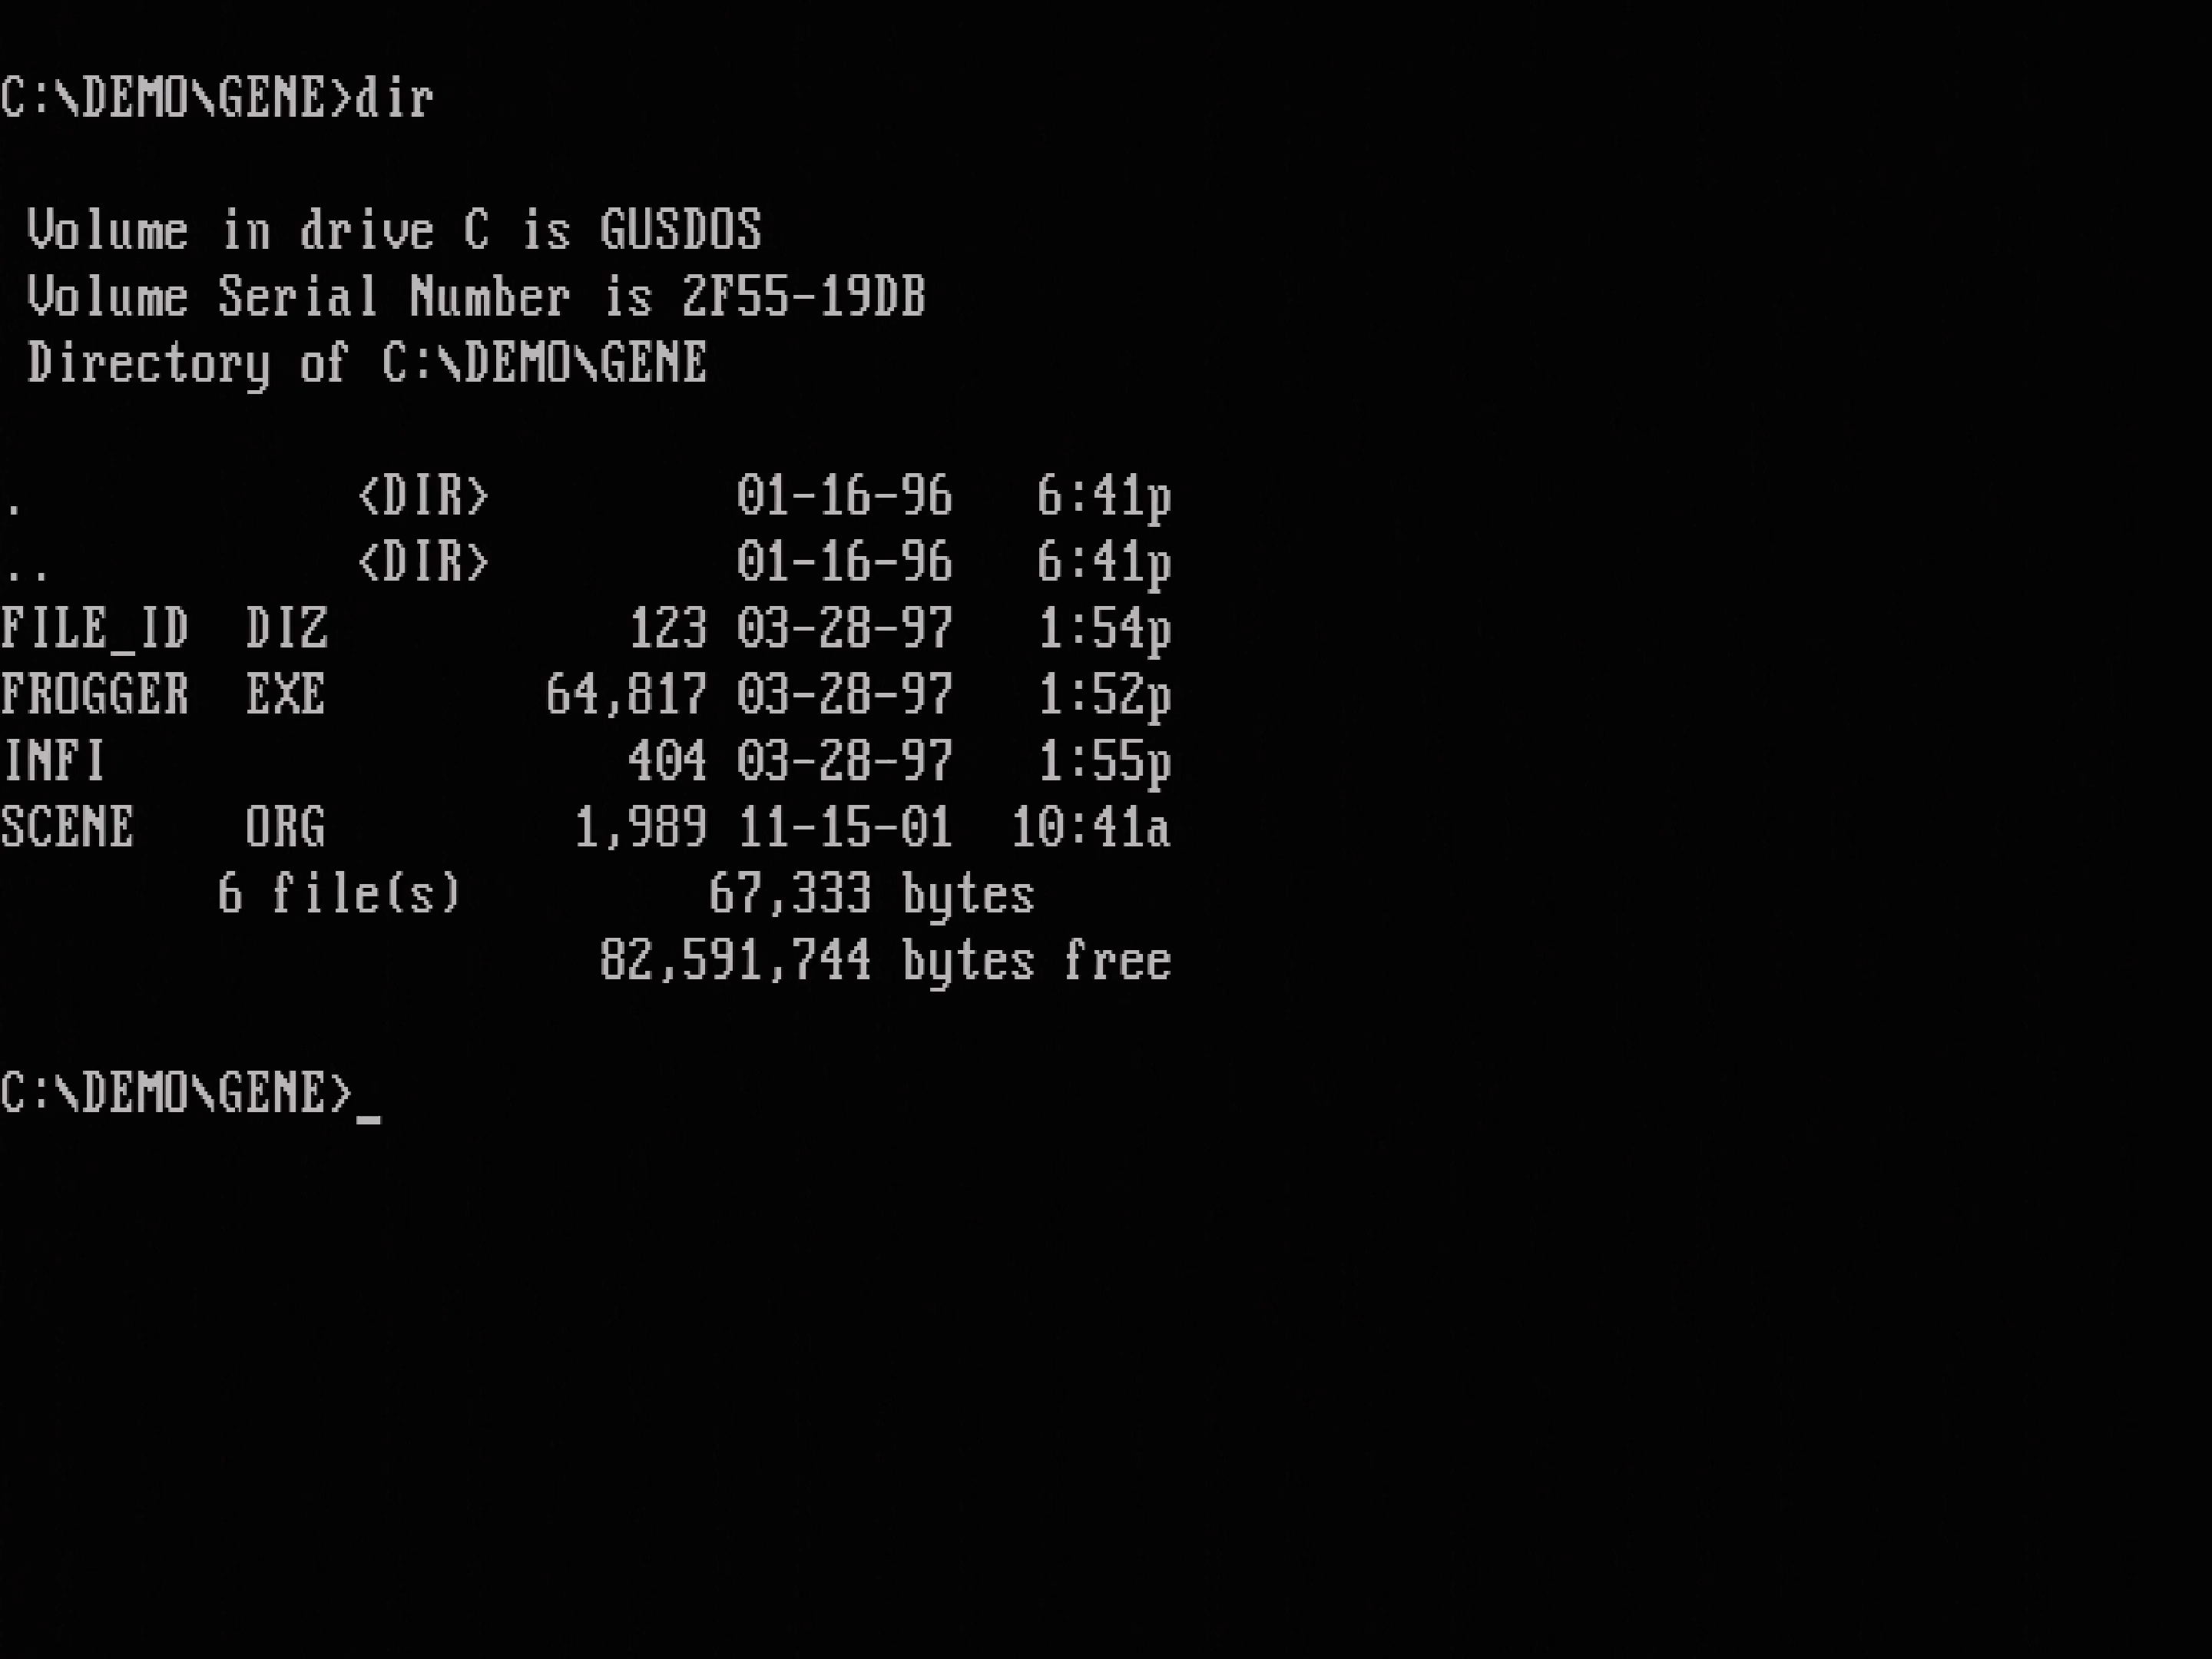 C:\DEMO\GENE>dir
Volume in drive C is GUSDOS
Volume Serial Number is 2F55-19DB
Directory of C:\DEMO\GENE
. <DIR> 01-16-96 6:41p
.. <DIR> 01-16-96 6:41p
FILE_ID DIZ 123 03-28-97 1:54p
FROGGER EXE 64,817 03-28-97 1:52p
INFI 404 03-28-97 1:55p
SCENE ORG 1,989 11-15-01 10:41a
6 file(s) 67,333 bytes
82,591,744 bytes free
C:\DEMO\GENE>_